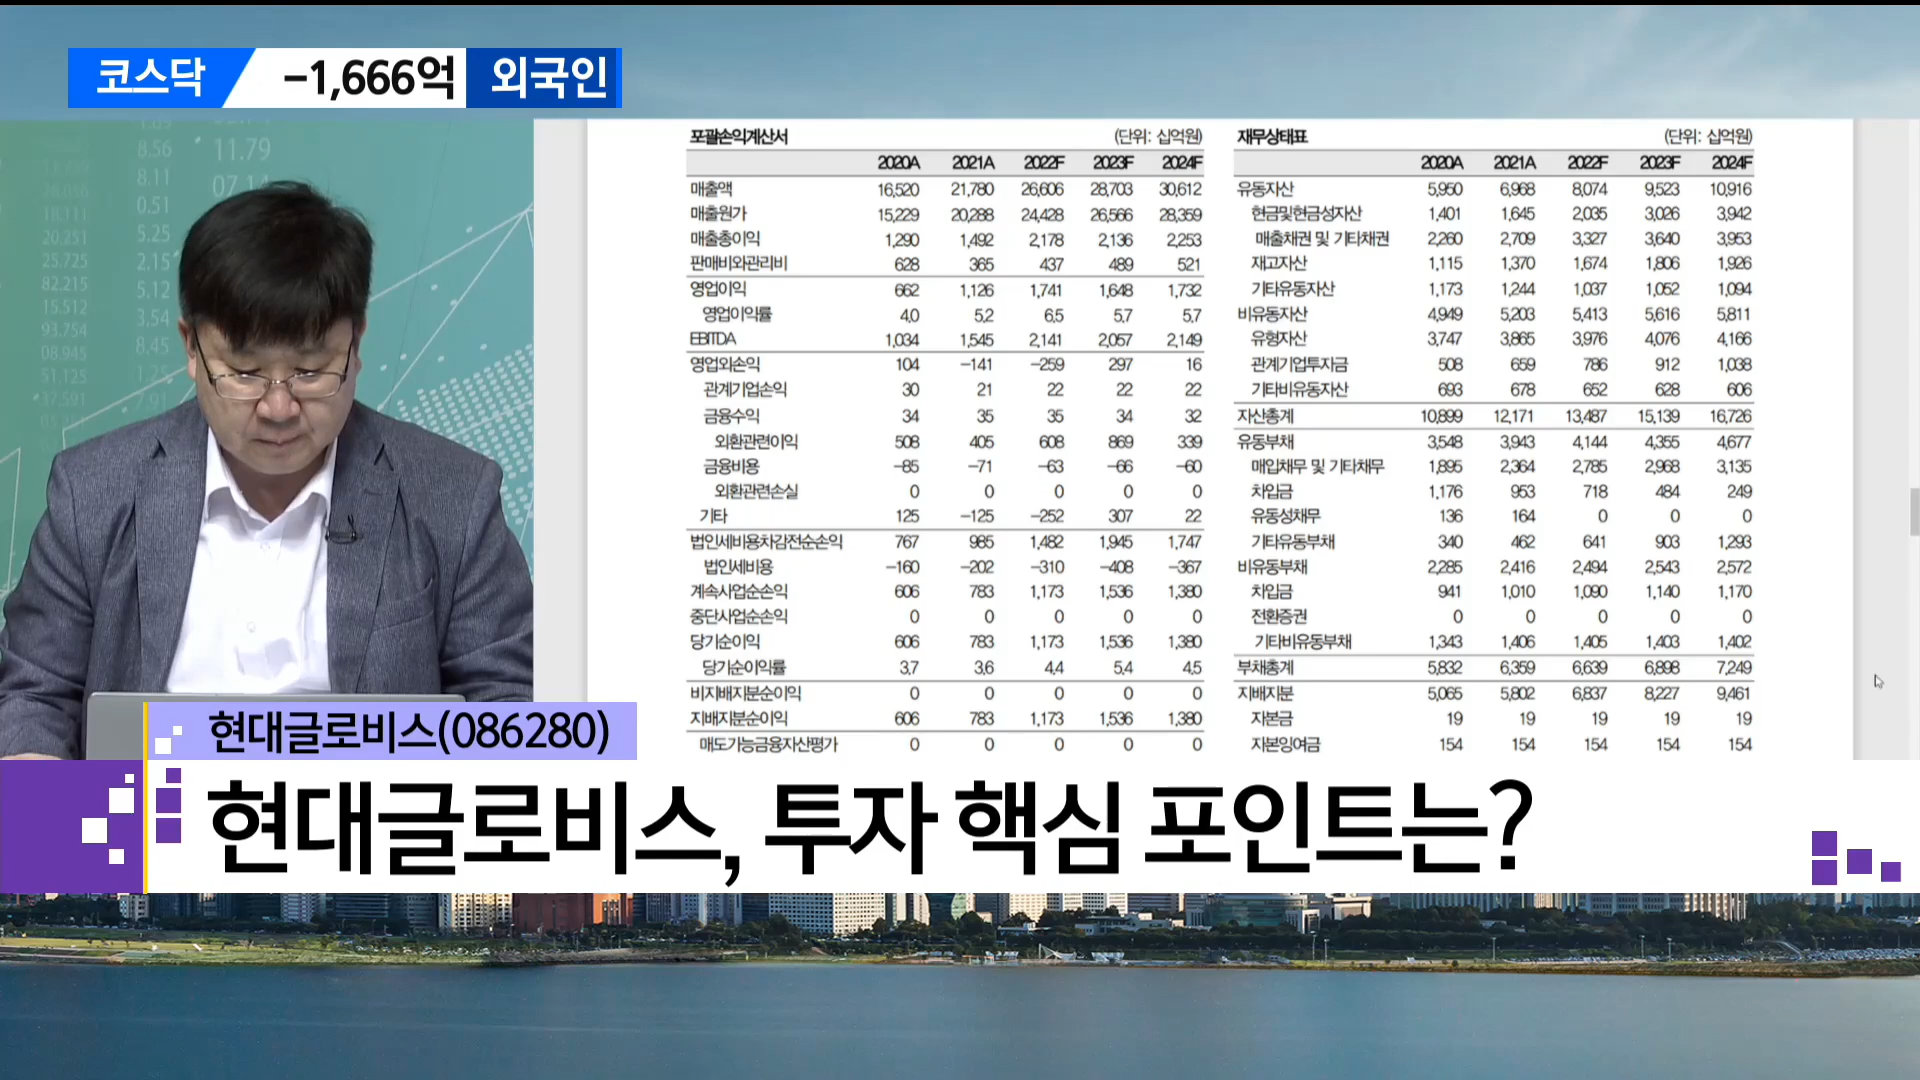 코스닥 -1,666억 외국인
포괄손익계산서 (단위: 십억원)
2020A 2021A 2022F 2023F 2024F
매출액 16,520 21,780 26,606 28,703 30,612
매출원가 15,229 20,288 24,428 26,566 28,359
매출총이익 1,290 1,492 2,178 2,136 2,253
판매비와관리비 628 365 437 489 521
영업이익 662 1,126 1,741 1,648 1,732
영업이익률 4.0 5.2 6.5 5.7 5.7
EBITDA 1,034 1,545 2,141 2,057 2,149
영업외손익 104 -141 -259 297 16
관계기업손익 30 21 22 22 22
금융수익 34 35 35 34 32
외환관련이익 508 405 608 869 339
금융비용 -85 -71 -63 -66 -60
외환관련손실 0 0 0 0 0
기타 125 -125 -252 307 22
법인세비용차감전순손익 767 985 1,482 1,945 1,747
법인세비용 -160 -202 -310 -408 -367
계속사업순손익 606 783 1,173 1,536 1,380
중단사업순손익 0 0 0 0 0
당기순이익 606 783 1,173 1,536 1,380
당기순이익률 3.7 3.6 4.4 5.4 4.5
비지배지분순이익 0 0 0 0 0
지배지분순이익 606 783 1,173 1,536 1,380
매도가능금융자산평가 0 0 0 0 0
재무상태표 (단위: 십억원)
2020A 2021A 2022F 2023F 2024F
유동자산 5,950 6,968 8,074 9,523 10,916
현금및현금성자산 1,401 1,645 2,035 3,026 3,942
매출채권 및 기타채권 2,260 2,709 3,327 3,640 3,953
재고자산 1,115 1,370 1,674 1,806 1,926
기타유동자산 1,173 1,244 1,037 1,052 1,094
비유동자산 4,949 5,203 5,413 5,616 5,811
유형자산 3,747 3,865 3,976 4,076 4,166
관계기업투자금 508 659 786 912 1,038
기타비유동자산 693 678 652 628 606
자산총계 10,899 12,171 13,487 15,139 16,726
유동부채 3,548 3,943 4,144 4,355 4,677
매입채무 및 기타채무 1,895 2,364 2,785 2,968 3,135
차입금 1,176 953 718 484 249
유동성채무 136 164 0 0 0
기타유동부채 340 462 641 903 1,293
비유동부채 2,285 2,416 2,494 2,543 2,572
차입금 941 1,010 1,090 1,140 1,170
전환증권 0 0 0 0 0
기타비유동부채 1,343 1,406 1,405 1,403 1,402
부채총계 5,832 6,359 6,639 6,898 7,249
지배지분 5,065 5,802 6,837 8,227 9,461
자본금 19 19 19 19 19
자본잉여금 154 154 154 154 154
8.56 11.79
8.11
0.51
18.111
20.251 5.25
25.725 2.15
82.215 5.12
15.512 3.54
93.754
08.945 8.45
51.125
현대글로비스(086280)
현대글로비스, 투자 핵심 포인트는?